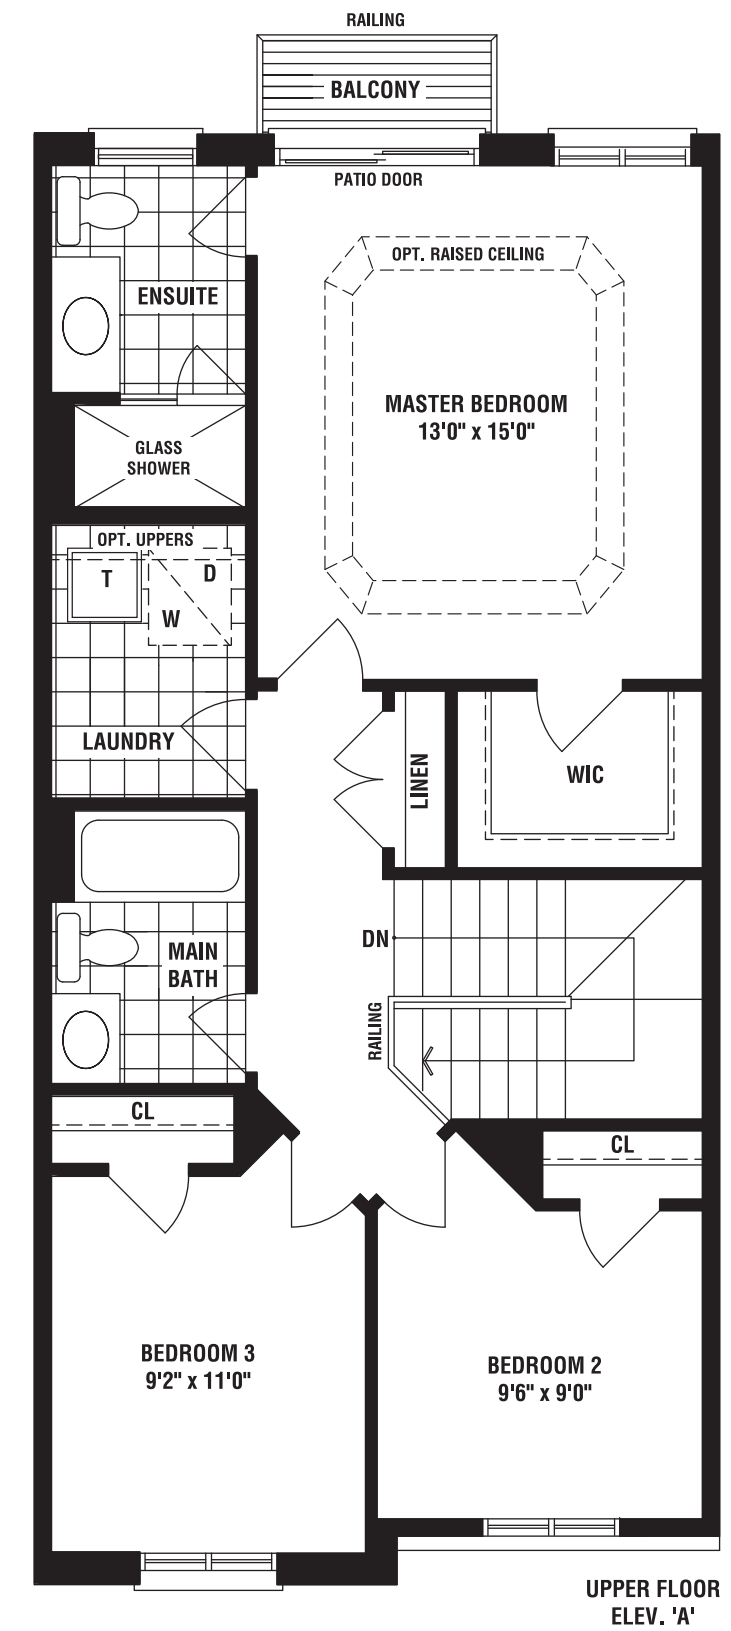 RAILING
BALCONY
PATIO DOOR
OPT. RAISED CEILING
ENSUITE
MASTER BEDROOM
13'0" x 15'0"
GLASS
SHOWER
OPT. UPPERS
T
D
W
LAUNDRY
LINEN
WIC
DN
MAIN
BATH
RAILING
CL
CL
BEDROOM 3
9'2" x 11'0"
BEDROOM 2
9'6" x 9'0"
UPPER FLOOR
ELEV. 'A'